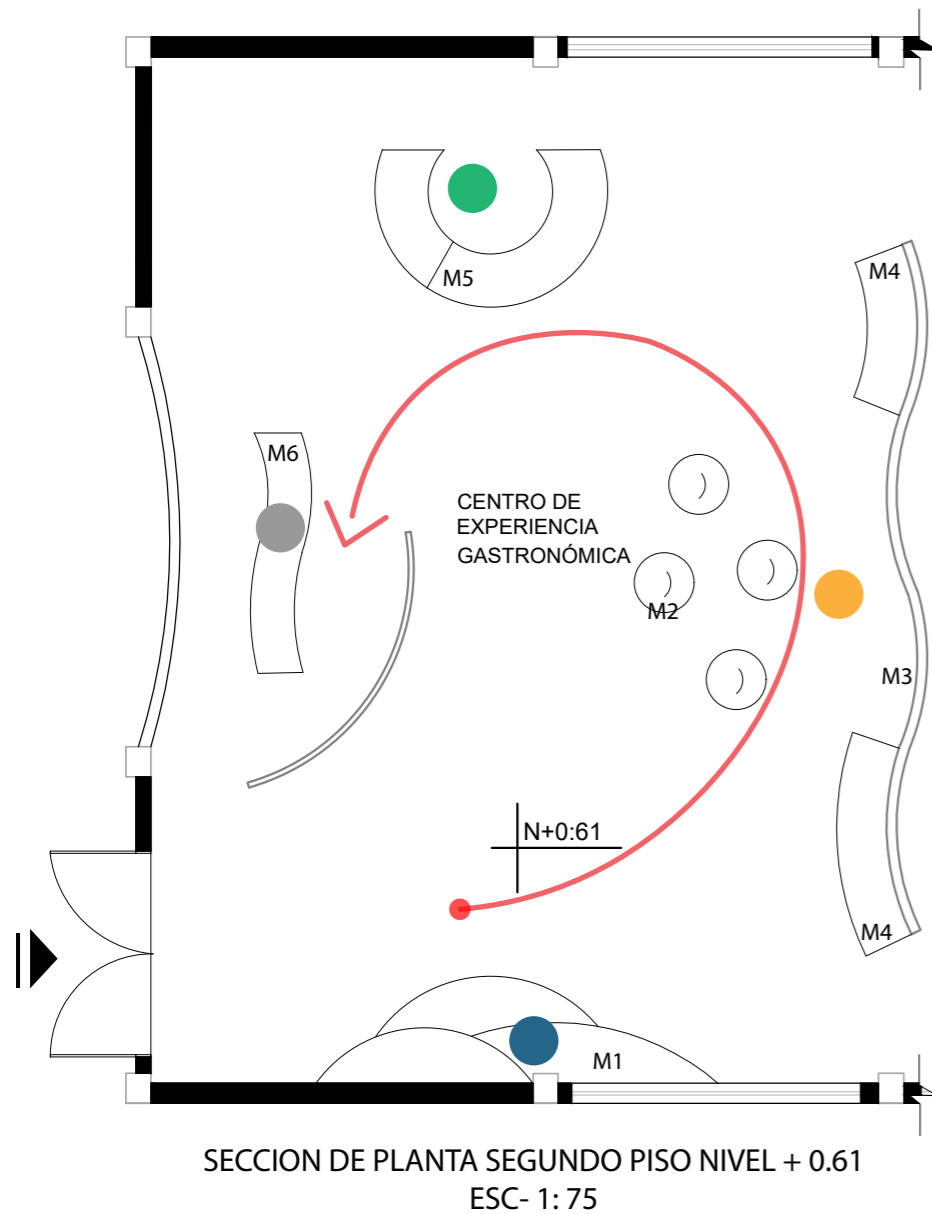 M5
M4
M6
CENTRO DE
EXPERIENCIA
GASTRONÓMICA
M2
M3
N+0:61
M4
M1
SECCION DE PLANTA SEGUNDO PISO NIVEL + 0.61
ESC- 1: 75